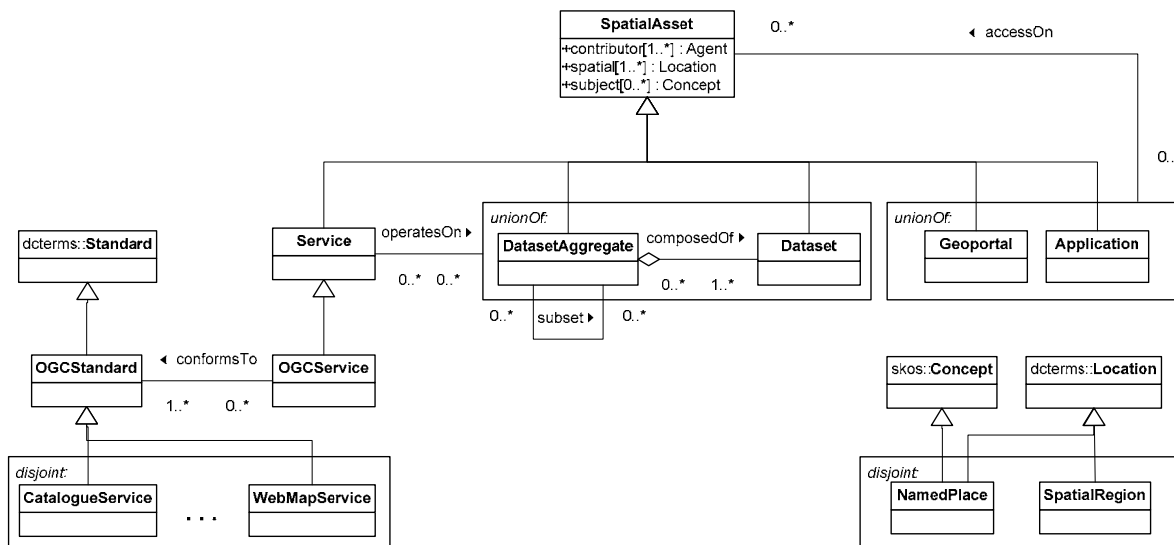 SpatialAsset
+contributor[1..*] : Agent
+spatial[1..*] : Location
+subject[0..*] : Concept
0..*
◂ accessOn
0..
unionOf:
unionOf:
dcterms::Standard
Service
operatesOn ▸
DatasetAggregate
composedOf ▸
Dataset
Geoportal
Application
0..* 0..*
0..* 1..*
0..*
subset ▸
0..*
OGCStandard
◂ conformsTo
OGCService
1..* 0..*
skos::Concept
dcterms::Location
disjoint:
disjoint:
CatalogueService
. . .
WebMapService
NamedPlace
SpatialRegion